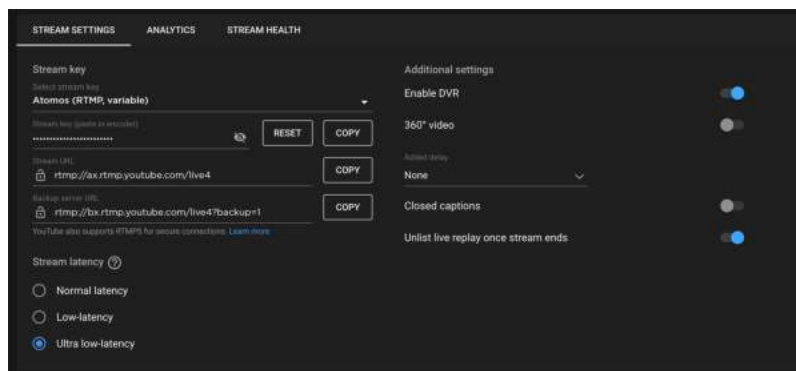 STREAM SETTINGS ANALYTICS STREAM HEALTH
Stream key
Select stream key
Atomos (RTMP, variable)
Stream key (paste in encoder)
RESET COPY
Stream URL
rtmp://ax.rtmp.youtube.com/live4
COPY
Backup server URL
rtmp://bx.rtmp.youtube.com/live4?backup=1
COPY
YouTube also supports RTMPS for secure connections. Learn more
Stream latency
Normal latency
Low-latency
Ultra low-latency
Additional settings
Enable DVR
360° video
Added delay
None
Closed captions
Unlist live replay once stream ends